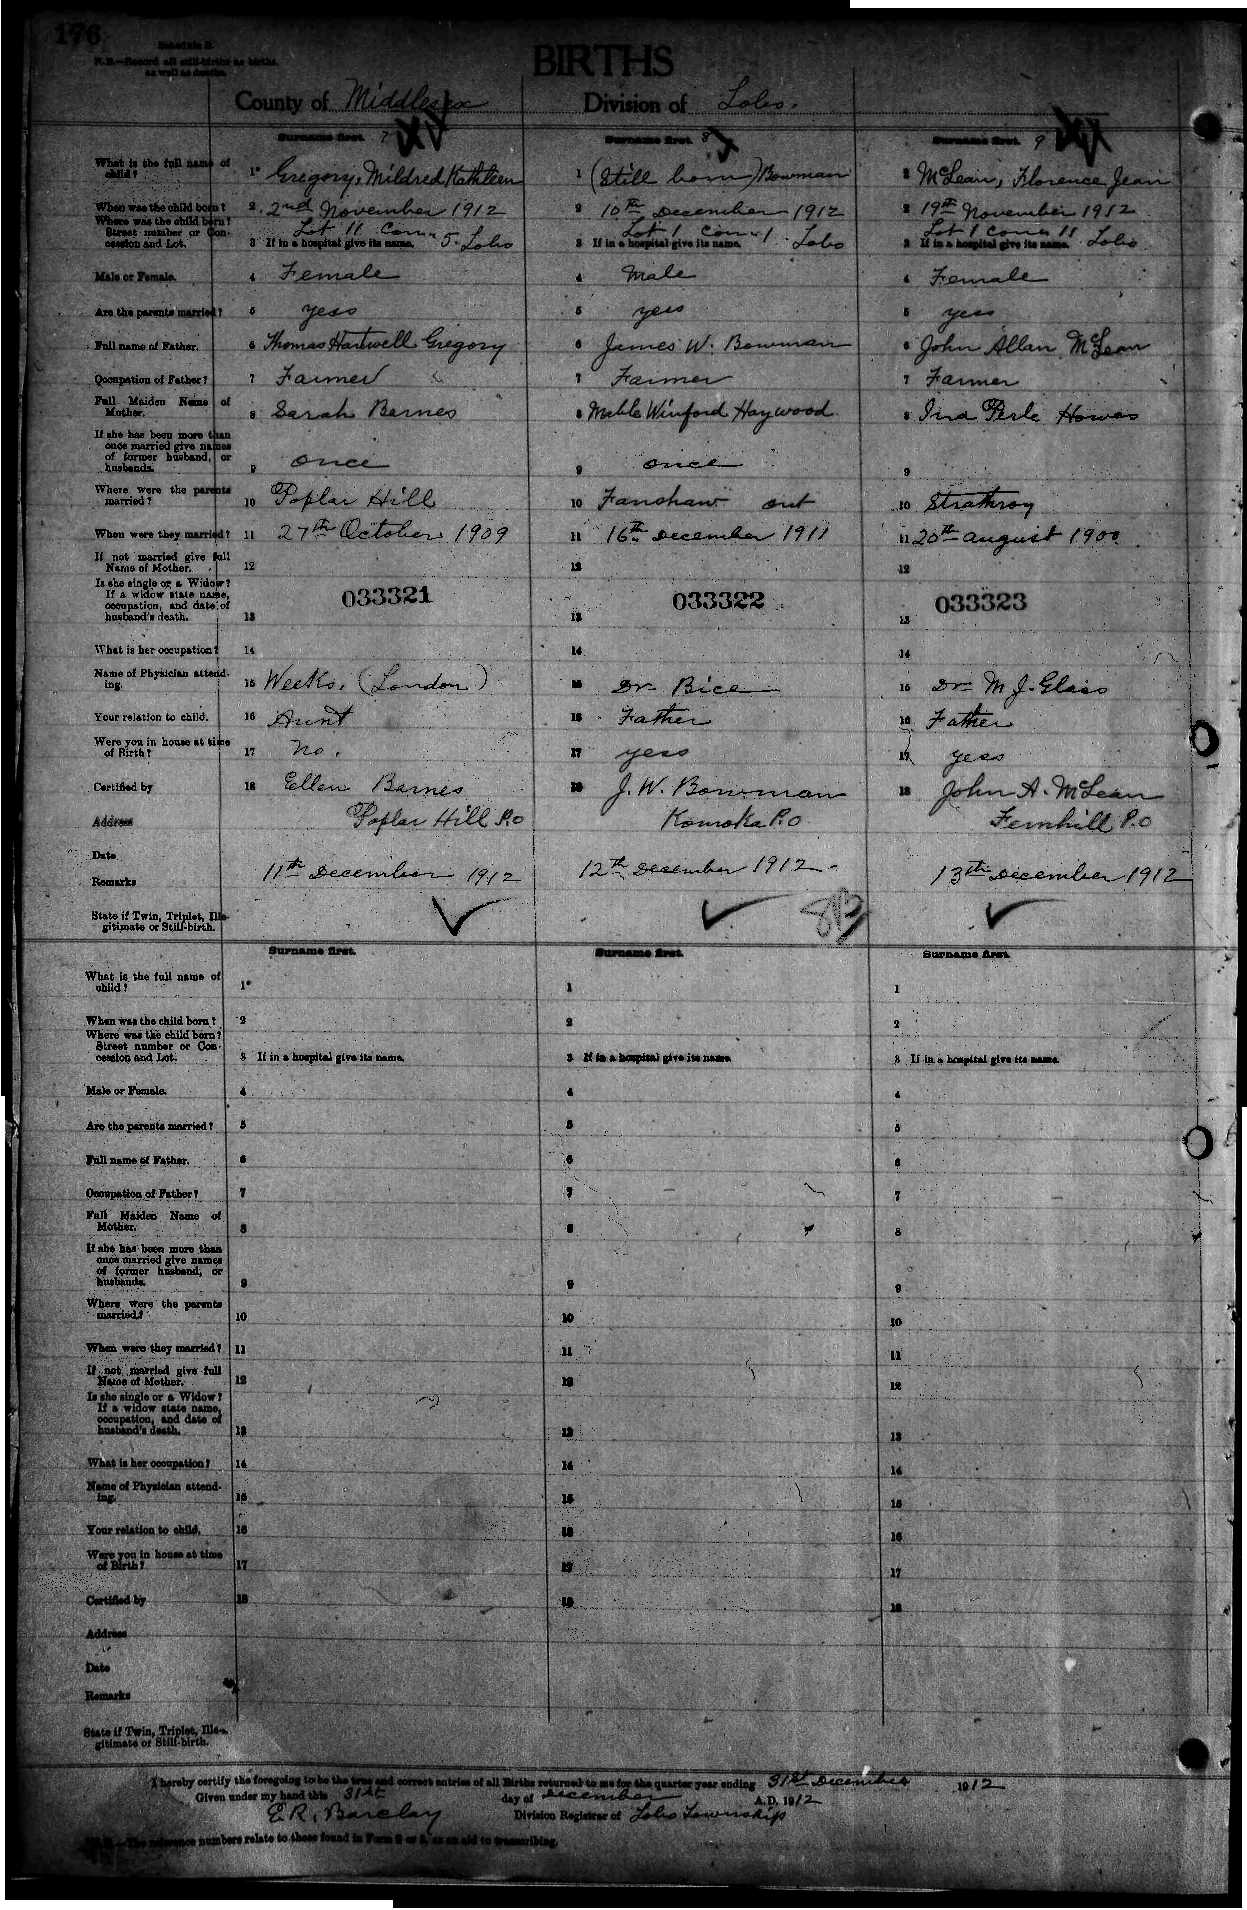 176
Schedule B.
N.B.—Record all still-births as births,
as well as deaths.
BIRTHS
County of Middlesex Division of Lobo.
Surname first. 7 Surname first. 8 Surname first. 9
What is the full name of child? 1 Gregory, Mildred Kathleen 1 (Still born) Bowman 1 McLean, Florence Jean
When was the child born? 2 2nd November 1912 2 10th December 1912 2 19th November 1912
Where was the child born? Street number or Concession and Lot. 3 If in a hospital give its name. Lot 11 Con. 5. Lobo 3 If in a hospital give its name. Lot 1 Con 1 Lobo 3 If in a hospital give its name. Lot 1 Con 11 Lobo
Male or Female. 4 Female 4 Male 4 Female
Are the parents married? 5 yess 5 yess 5 yess
Full name of Father. 6 Thomas Hartwell Gregory 6 James W. Bowman 6 John Allan McLean
Occupation of Father? 7 Farmer 7 Farmer 7 Farmer
Full Maiden Name of Mother. 8 Sarah Barnes 8 Winford Haywood 8 Perle Howes
If she has been more than once married give names of former husband, or husbands. 9 once 9 once 9
Where were the parents married? 10 Poplar Hill 10 Fanshaw ont 10 Strathroy
When were they married? 11 27th October 1909 11 16th December 1911 11 20th august 1900
If not married give full Name of Mother. 12 12 12
Is she single or a Widow? If a widow state name, occupation, and date of husband's death. 13 033321 13 033322 13 033323
What is her occupation? 14 14 14
Name of Physician attending. 15 Weeks. (London) 15 Dr. Bice 15 Dr. M. J. Glass
Your relation to child. 16 Aunt 16 Father 16 Father
Were you in house at time of Birth? 17 no. 17 yess 17 yess
Certified by 18 Ellen Barnes 18 J. W. Bowman 18 John A. McLean
Address Poplar Hill P.O Komoka P.O Fernhill P.O
Date 11th December 1912 12th December 1912 13th December 1912
Remarks
State if Twin, Triplet, Illegitimate or Still-birth. SB
Surname first. Surname first. Surname first.
What is the full name of child? 1 1 1
When was the child born? 2 2 2
Where was the child born? Street number or Concession and Lot. 3 If in a hospital give its name. 3 If in a hospital give its name. 3 If in a hospital give its name.
Male or Female. 4 4 4
Are the parents married? 5 5 5
Full name of Father. 6 6 6
Occupation of Father? 7 7 7
Full Maiden Name of Mother. 8 8 8
If she has been more than once married give names of former husband, or husbands. 9 9 9
Where were the parents married? 10 10 10
When were they married? 11 11 11
If not married give full Name of Mother. 12 12 12
Is she single or a Widow? If a widow state name, occupation, and date of husband's death. 13 13 13
What is her occupation? 14 14 14
Name of Physician attending. 15 15 15
Your relation to child. 16 16 16
Were you in house at time of Birth? 17 17 17
Certified by 18 18 18
Address
Date
Remarks
State if Twin, Triplet, Illegitimate or Still-birth.
I hereby certify the foregoing to be the true and correct entries of all Births returned to me for the quarter year ending 31st December 1912
Given under my hand this 31st day of December A.D. 1912
E. R. Barclay Division Registrar of Lobo Township
N.B.—The reference numbers relate to those found in Form 2 or 3, as an aid to transcribing.